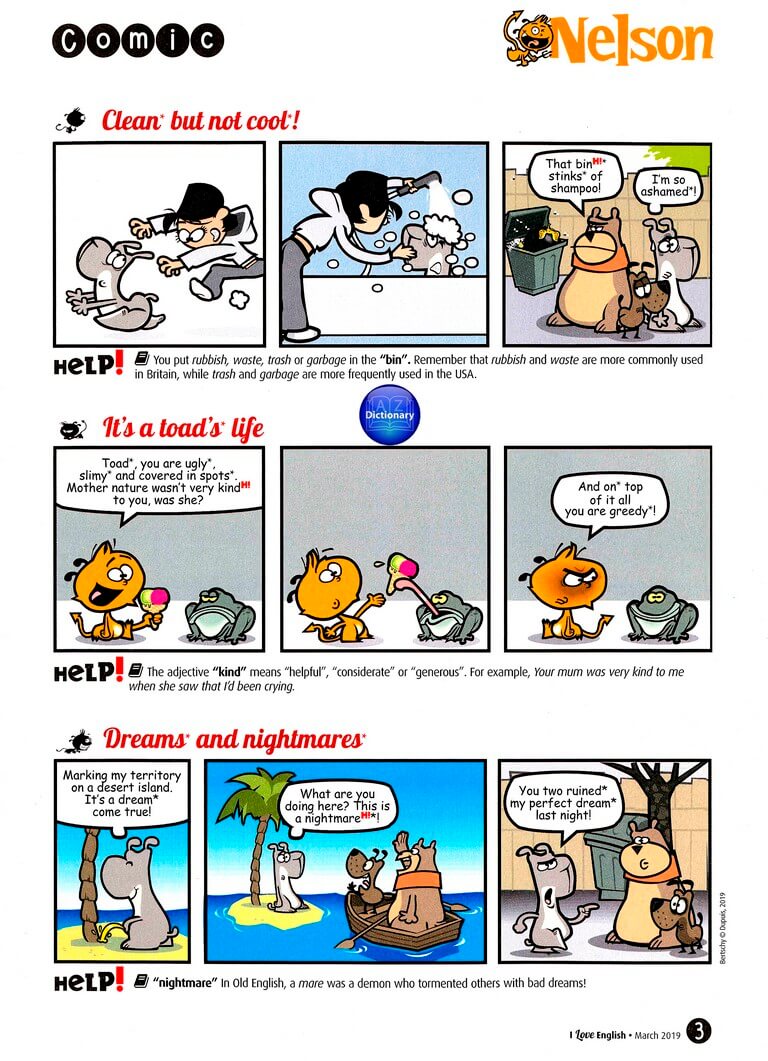 Comic
Nelson
Clean* but not cool*!
That bin H!*
stinks* of
shampoo!
I'm so
ashamed*!
HELP! You put rubbish, waste, trash or garbage in the “bin”. Remember that rubbish and waste are more commonly used
in Britain, while trash and garbage are more frequently used in the USA.
A Z
Dictionary
It's a toad's* life
Toad*, you are ugly*,
slimy* and covered in spots*.
Mother nature wasn't very kind H!
to you, was she?
And on* top
of it all
you are greedy*!
HELP! The adjective “kind” means “helpful”, “considerate” or “generous”. For example, Your mum was very kind to me
when she saw that I'd been crying.
Dreams* and nightmares*
Marking my territory
on a desert island.
It's a dream*
come true!
What are you
doing here? This is
a nightmare H!*!
You two ruined*
my perfect dream*
last night!
Bertschy © Dupuis, 2019
HELP! “nightmare” In Old English, a mare was a demon who tormented others with bad dreams!
I Love English • March 2019 3